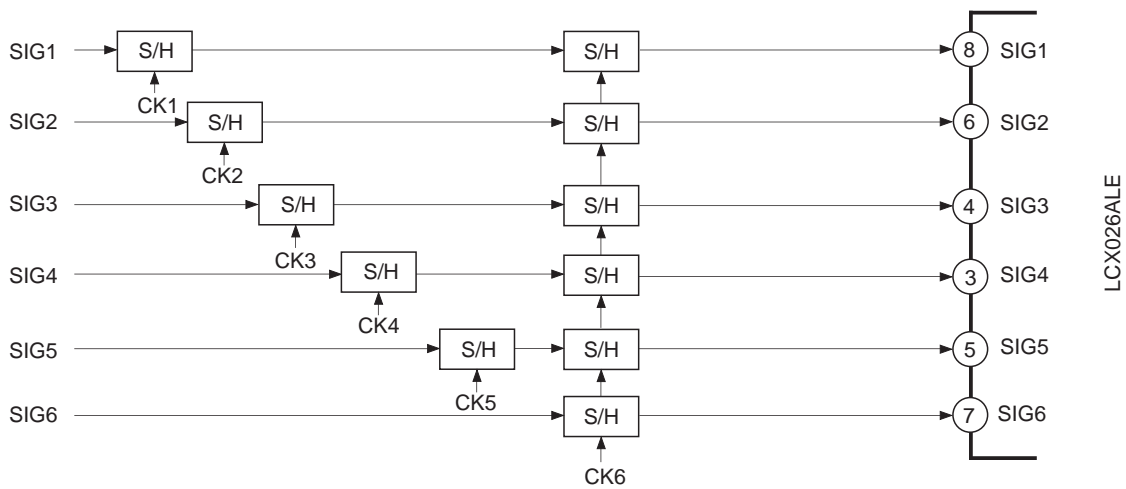 SIG1 S/H S/H 8 SIG1
CK1
SIG2 S/H S/H 6 SIG2
CK2
SIG3 S/H S/H 4 SIG3
CK3
SIG4 S/H S/H 3 SIG4
CK4
SIG5 S/H S/H 5 SIG5
CK5
SIG6 S/H 7 SIG6
CK6
LCX026ALE